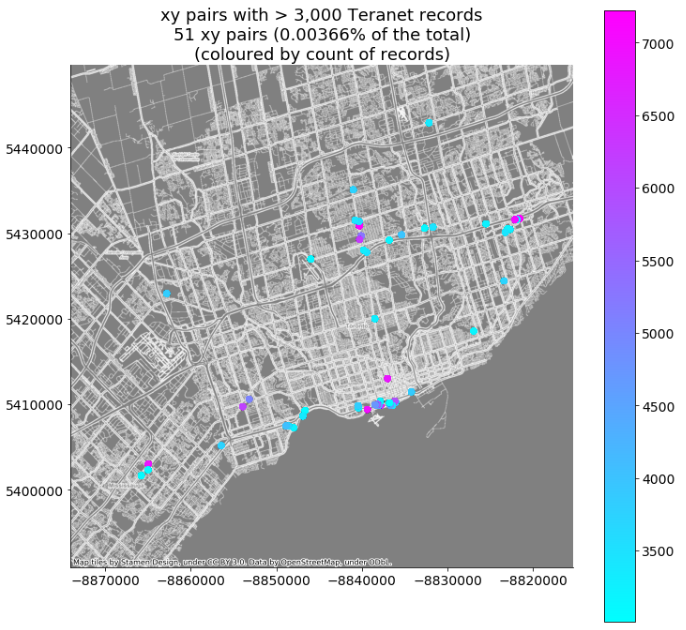 xy pairs with > 3,000 Teranet records
51 xy pairs (0.00366% of the total)
(coloured by count of records)
7000
6500
6000
5500
5000
4500
4000
3500
5440000
5430000
5420000
5410000
5400000
−8870000 −8860000 −8850000 −8840000 −8830000 −8820000
Map tiles by Stamen Design, under CC BY 3.0. Data by OpenStreetMap, under ODbL.